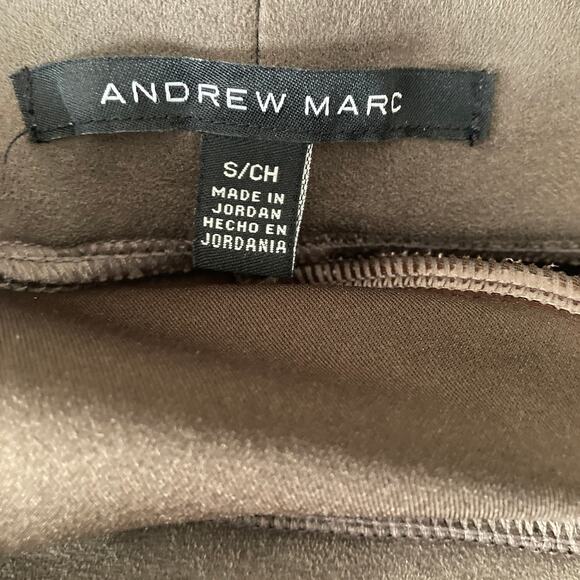 ANDREW MARC
S/CH
MADE IN
JORDAN
HECHO EN
JORDANIA